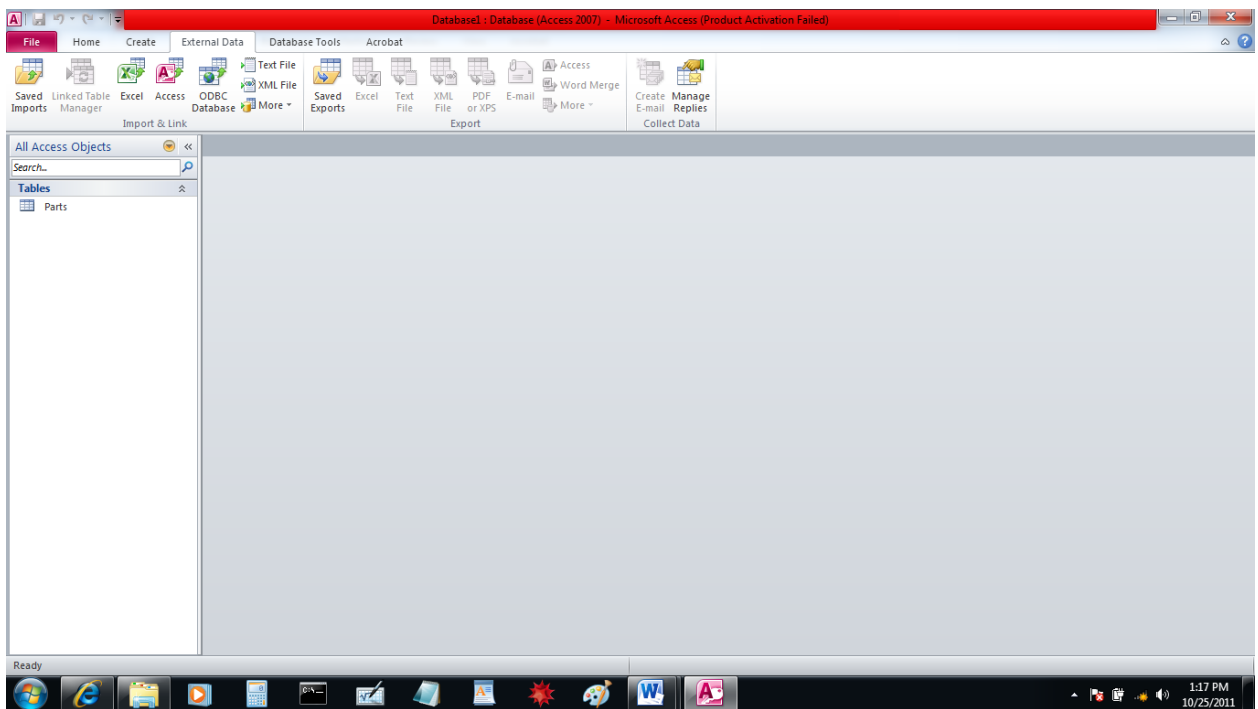 Database1 : Database (Access 2007) - Microsoft Access (Product Activation Failed)
File Home Create External Data Database Tools Acrobat
Saved Imports
Linked Table Manager
Excel
Access
ODBC Database
Text File
XML File
More
Import & Link
Saved Exports
Excel
Text File
XML File
PDF or XPS
E-mail
Access
Word Merge
More
Export
Create E-mail
Manage Replies
Collect Data
All Access Objects
Search...
Tables
Parts
Ready
1:17 PM
10/25/2011